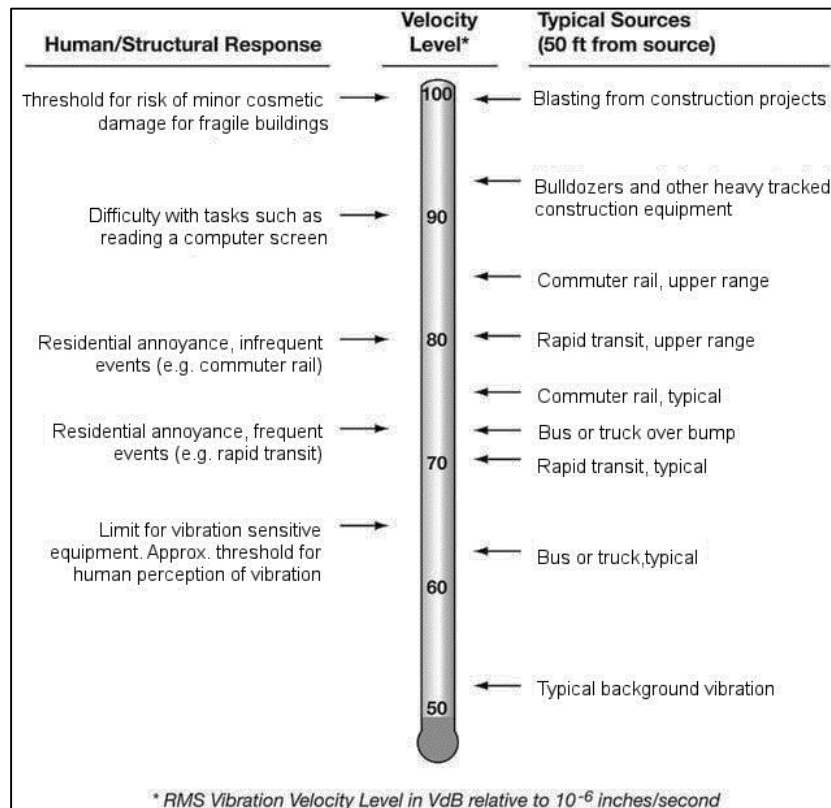 Human/Structural Response
Velocity
Level*
Typical Sources
(50 ft from source)
Threshold for risk of minor cosmetic
damage for fragile buildings
100
Blasting from construction projects
Bulldozers and other heavy tracked
construction equipment
Difficulty with tasks such as
reading a computer screen
90
Commuter rail, upper range
Residential annoyance, infrequent
events (e.g. commuter rail)
80
Rapid transit, upper range
Commuter rail, typical
Residential annoyance, frequent
events (e.g. rapid transit)
Bus or truck over bump
70
Rapid transit, typical
Limit for vibration sensitive
equipment. Approx. threshold for
human perception of vibration
Bus or truck,typical
60
Typical background vibration
50
* RMS Vibration Velocity Level in VdB relative to 10⁻⁶ inches/second